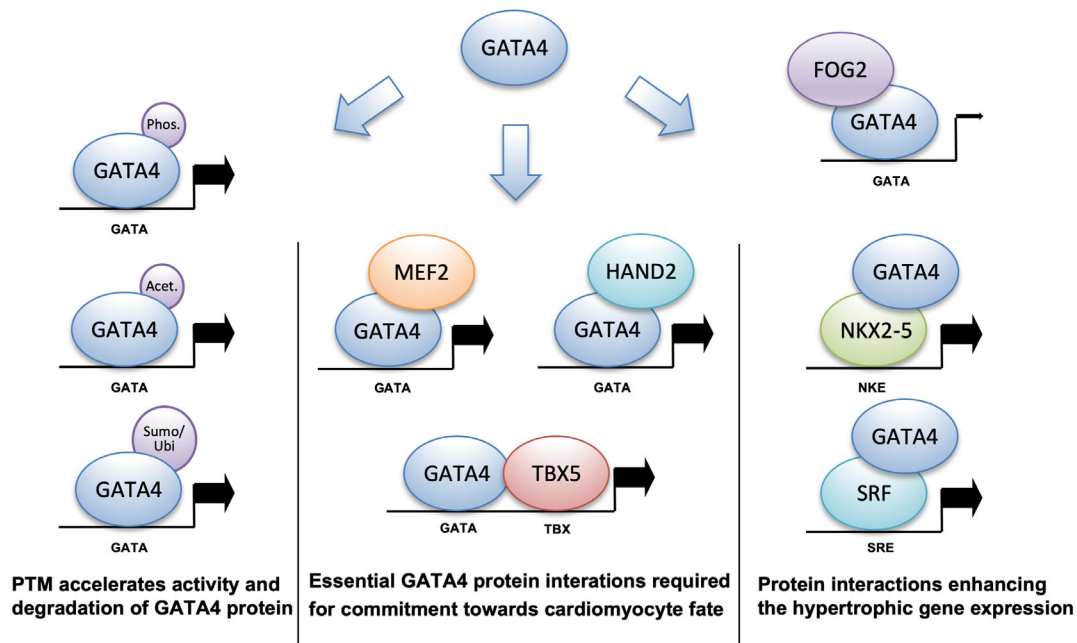 GATA4
Phos.
GATA4
GATA
Acet.
GATA4
GATA
Sumo/
Ubi
GATA4
GATA
PTM accelerates activity and
degradation of GATA4 protein
MEF2
GATA4
GATA
HAND2
GATA4
GATA
GATA4
TBX5
GATA
TBX
Essential GATA4 protein interations required
for commitment towards cardiomyocyte fate
FOG2
GATA4
GATA
GATA4
NKX2-5
NKE
GATA4
SRF
SRE
Protein interactions enhancing
the hypertrophic gene expression